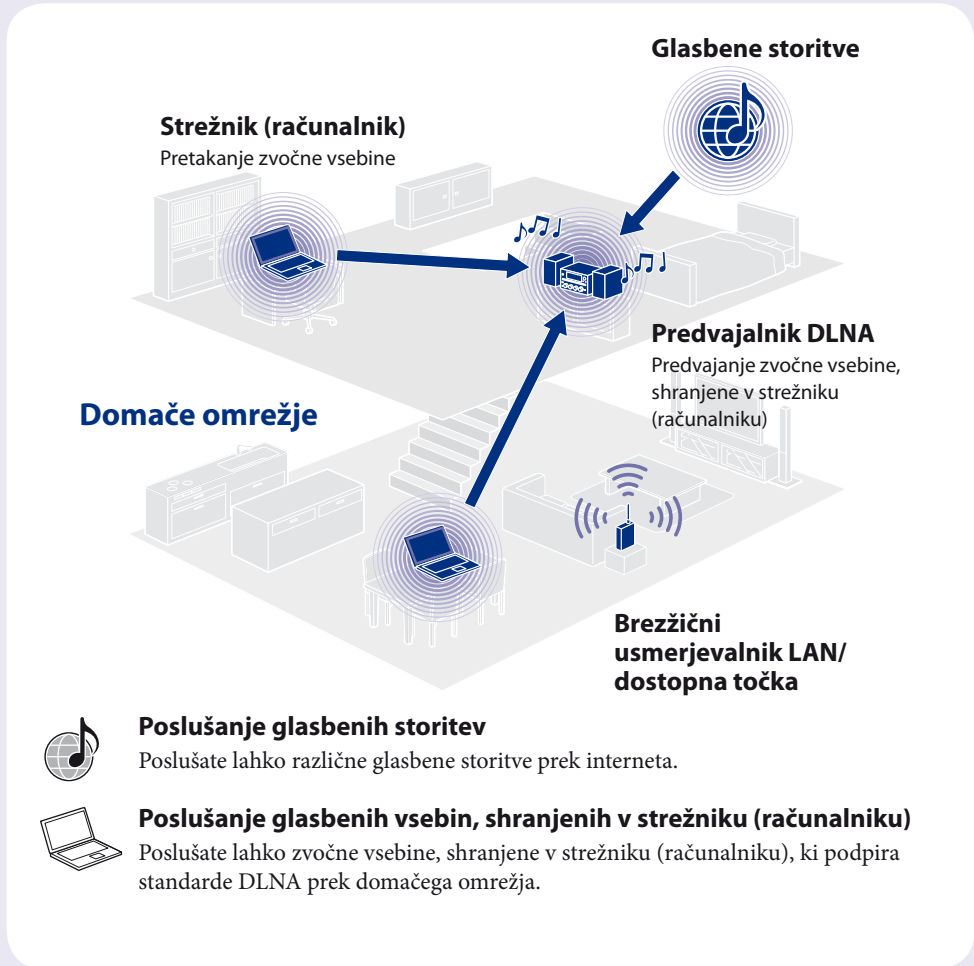 Glasbene storitve
Strežnik (računalnik)
Pretakanje zvočne vsebine
Predvajalnik DLNA
Predvajanje zvočne vsebine,
shranjene v strežniku
(računalniku)
Domače omrežje
Brezžični
usmerjevalnik LAN/
dostopna točka
Poslušanje glasbenih storitev
Poslušate lahko različne glasbene storitve prek interneta.
Poslušanje glasbenih vsebin, shranjenih v strežniku (računalniku)
Poslušate lahko zvočne vsebine, shranjene v strežniku (računalniku), ki podpira
standarde DLNA prek domačega omrežja.